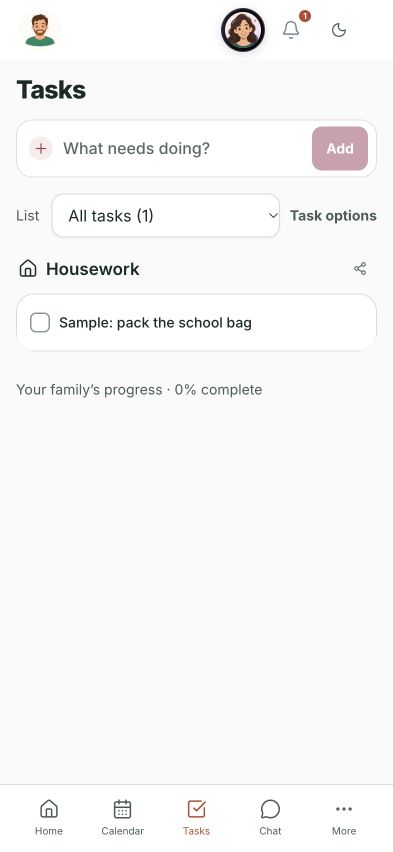 1
Tasks
What needs doing?
Add
List
All tasks (1)
Task options
Housework
Sample: pack the school bag
Your family’s progress · 0% complete
Home
Calendar
Tasks
Chat
More